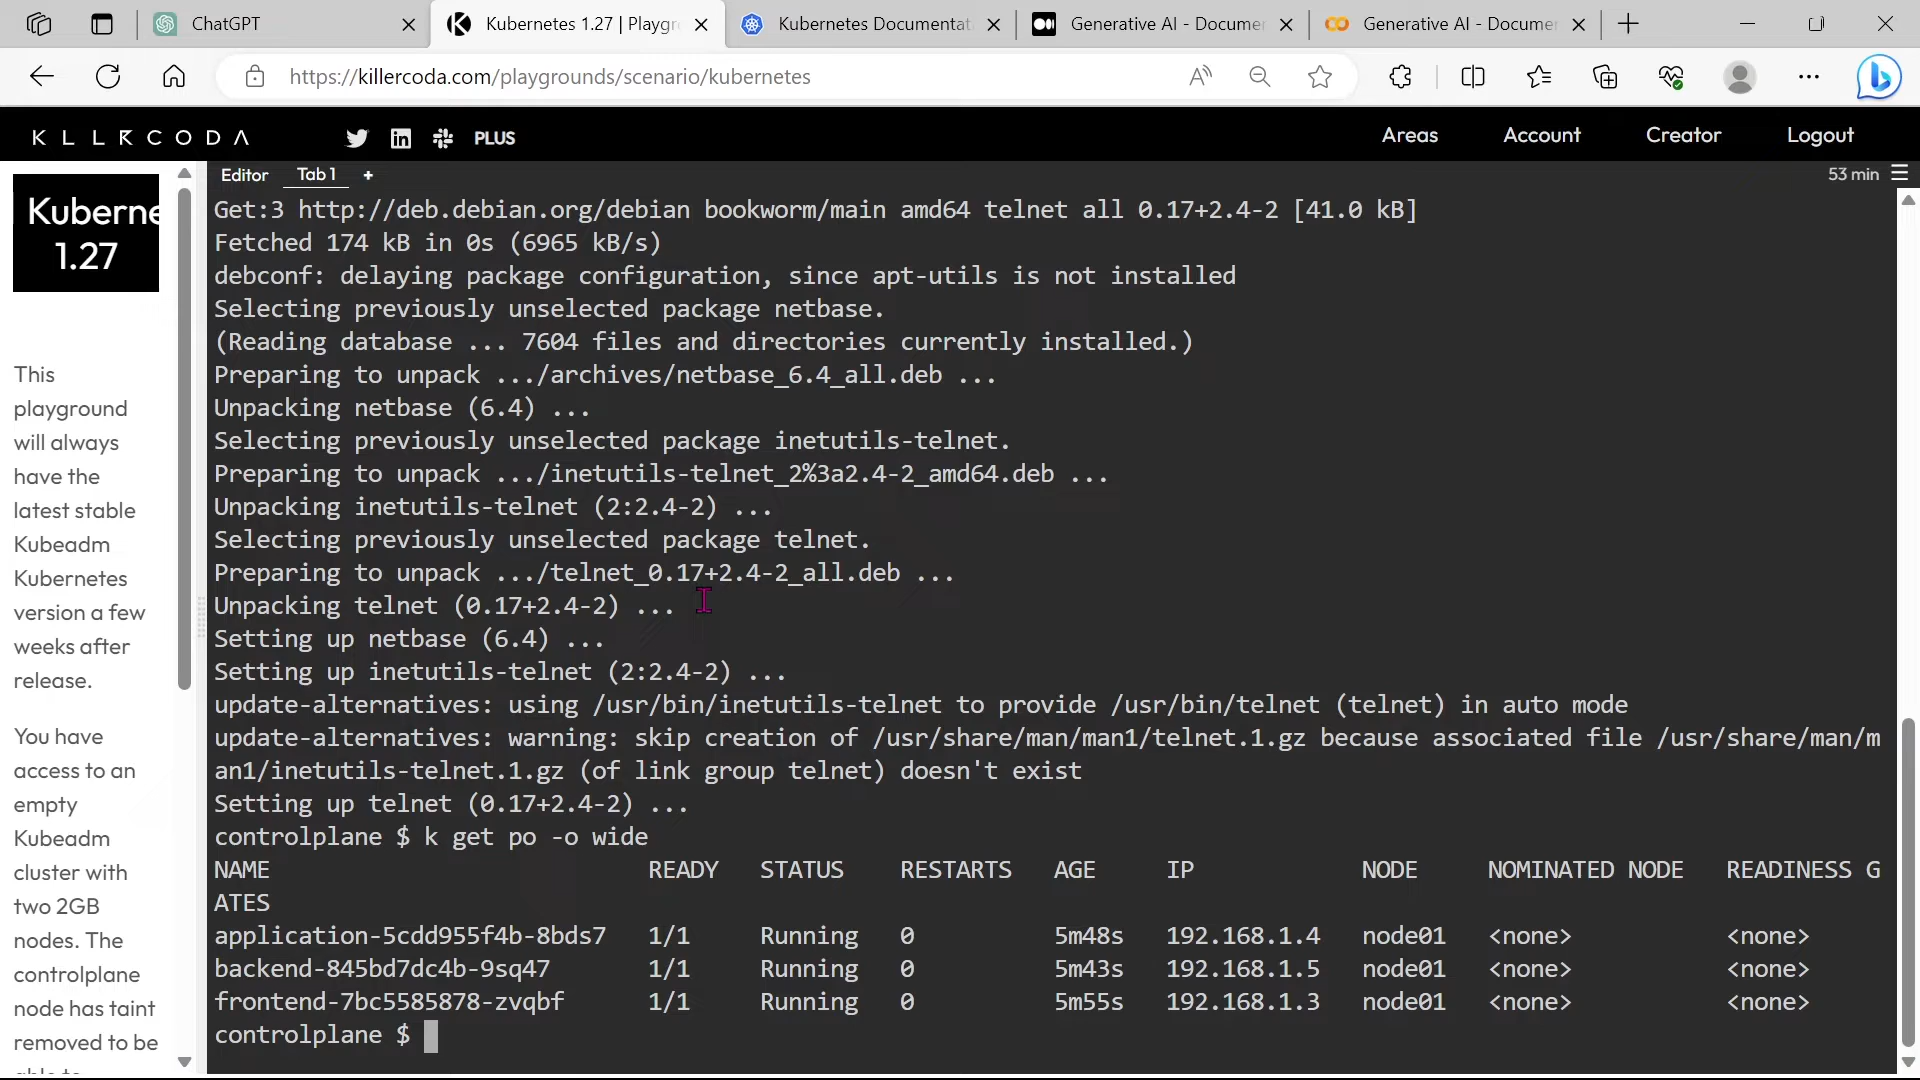 ChatGPT
Kubernetes 1.27 | Playgr
Kubernetes Documentat
Generative AI - Documen
Generative AI - Documen
https://killercoda.com/playgrounds/scenario/kubernetes
KLLRCODA
PLUS
Areas
Account
Creator
Logout
Kuberne
1.27
This
playground
will always
have the
latest stable
Kubeadm
Kubernetes
version a few
weeks after
release.
You have
access to an
empty
Kubeadm
cluster with
two 2GB
nodes. The
controlplane
node has taint
removed to be
Editor
Tab 1
+
53 min
Get:3 http://deb.debian.org/debian bookworm/main amd64 telnet all 0.17+2.4-2 [41.0 kB]
Fetched 174 kB in 0s (6965 kB/s)
debconf: delaying package configuration, since apt-utils is not installed
Selecting previously unselected package netbase.
(Reading database ... 7604 files and directories currently installed.)
Preparing to unpack .../archives/netbase_6.4_all.deb ...
Unpacking netbase (6.4) ...
Selecting previously unselected package inetutils-telnet.
Preparing to unpack .../inetutils-telnet_2%3a2.4-2_amd64.deb ...
Unpacking inetutils-telnet (2:2.4-2) ...
Selecting previously unselected package telnet.
Preparing to unpack .../telnet_0.17+2.4-2_all.deb ...
Unpacking telnet (0.17+2.4-2) ...
Setting up netbase (6.4) ...
Setting up inetutils-telnet (2:2.4-2) ...
update-alternatives: using /usr/bin/inetutils-telnet to provide /usr/bin/telnet (telnet) in auto mode
update-alternatives: warning: skip creation of /usr/share/man/man1/telnet.1.gz because associated file /usr/share/man/m
an1/inetutils-telnet.1.gz (of link group telnet) doesn't exist
Setting up telnet (0.17+2.4-2) ...
controlplane $ k get po -o wide
NAME READY STATUS RESTARTS AGE IP NODE NOMINATED NODE READINESS G
ATES
application-5cdd955f4b-8bds7 1/1 Running 0 5m48s 192.168.1.4 node01 <none> <none>
backend-845bd7dc4b-9sq47 1/1 Running 0 5m43s 192.168.1.5 node01 <none> <none>
frontend-7bc5585878-zvqbf 1/1 Running 0 5m55s 192.168.1.3 node01 <none> <none>
controlplane $